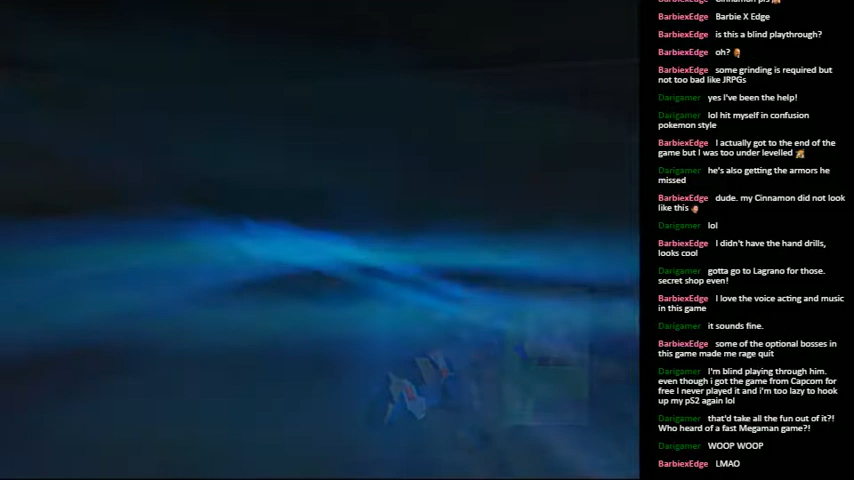 BarbiexEdge Barbie X Edge
BarbiexEdge is this a blind playthrough?
BarbiexEdge oh?
BarbiexEdge some grinding is required but
not too bad like JRPGs
Darigamer yes I've been the help!
Darigamer lol hit myself in confusion
pokemon style
BarbiexEdge I actually got to the end of the
game but I was too under levelled
Darigamer he's also getting the armors he
missed
BarbiexEdge dude. my Cinnamon did not look
like this
Darigamer lol
BarbiexEdge I didn't have the hand drills,
looks cool
Darigamer gotta go to Lagrano for those.
secret shop even!
BarbiexEdge I love the voice acting and music
in this game
Darigamer it sounds fine.
BarbiexEdge some of the optional bosses in
this game made me rage quit
Darigamer I'm blind playing through him.
even though i got the game from Capcom for
free I never played it and i'm too lazy to hook
up my pS2 again lol
Darigamer that'd take all the fun out of it?!
Who heard of a fast Megaman game?!
Darigamer WOOP WOOP
BarbiexEdge LMAO